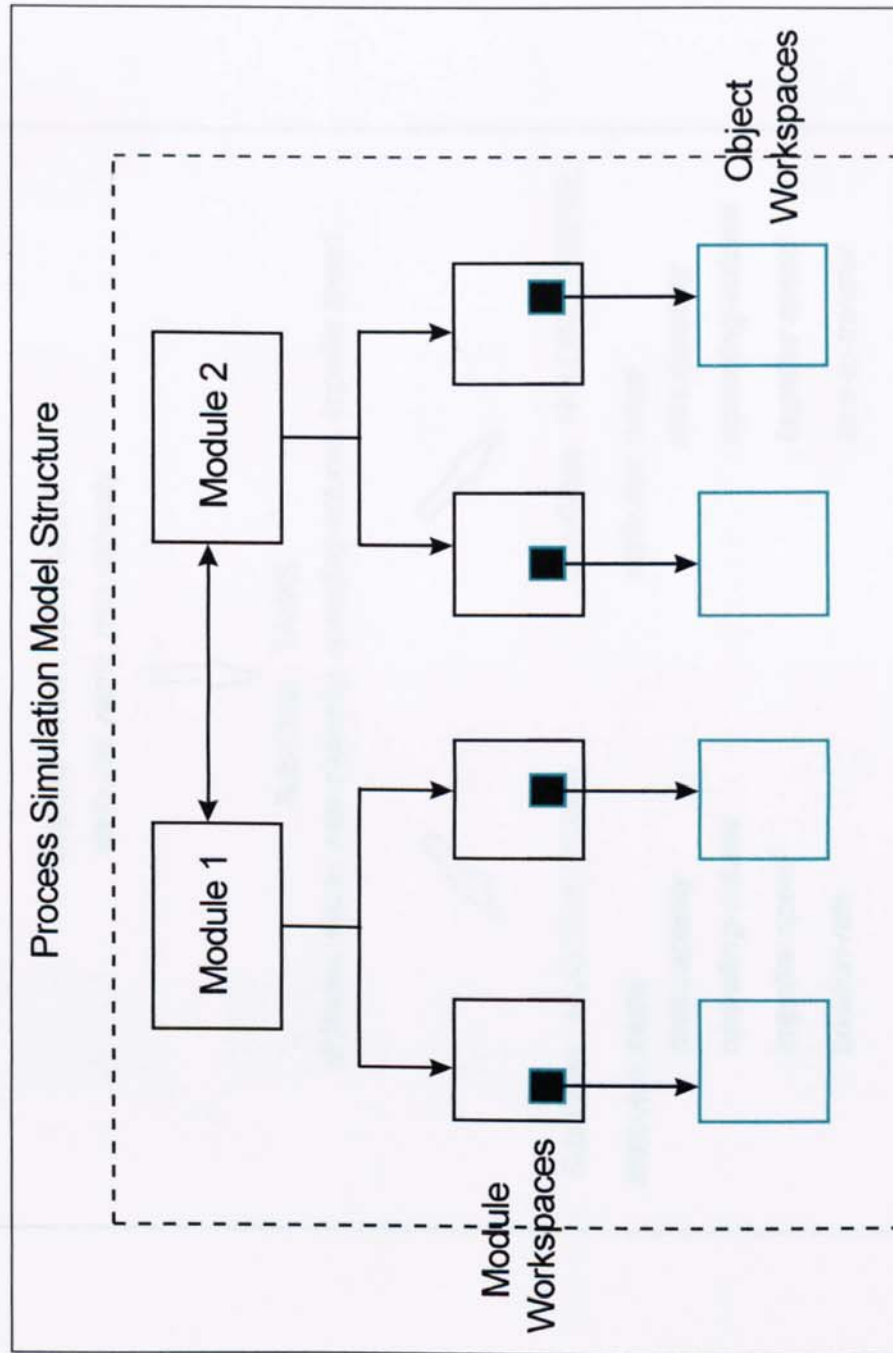 Process Simulation Model Structure
Module 1
Module 2
Module
Workspaces
Object
Workspaces